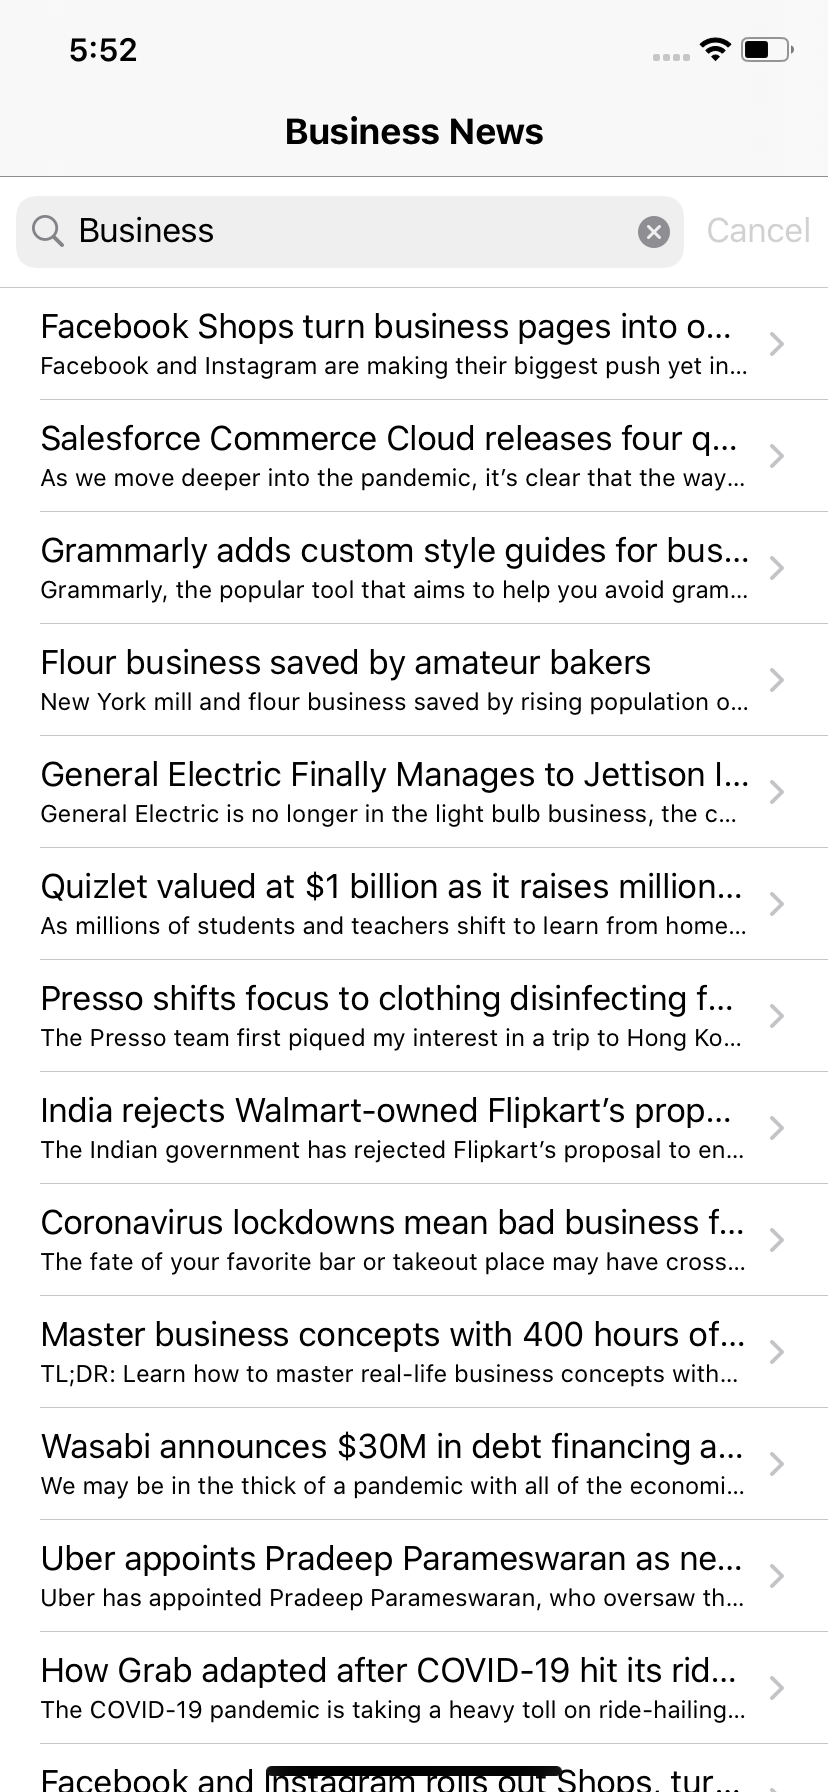 5:52
Business News
Business
Cancel
Facebook Shops turn business pages into o...
Facebook and Instagram are making their biggest push yet in...
Salesforce Commerce Cloud releases four q...
As we move deeper into the pandemic, it’s clear that the way...
Grammarly adds custom style guides for bus...
Grammarly, the popular tool that aims to help you avoid gram...
Flour business saved by amateur bakers
New York mill and flour business saved by rising population o...
General Electric Finally Manages to Jettison I...
General Electric is no longer in the light bulb business, the c...
Quizlet valued at $1 billion as it raises million...
As millions of students and teachers shift to learn from home...
Presso shifts focus to clothing disinfecting f...
The Presso team first piqued my interest in a trip to Hong Ko...
India rejects Walmart-owned Flipkart’s prop...
The Indian government has rejected Flipkart’s proposal to en...
Coronavirus lockdowns mean bad business f...
The fate of your favorite bar or takeout place may have cross...
Master business concepts with 400 hours of...
TL;DR: Learn how to master real-life business concepts with...
Wasabi announces $30M in debt financing a...
We may be in the thick of a pandemic with all of the economi...
Uber appoints Pradeep Parameswaran as ne...
Uber has appointed Pradeep Parameswaran, who oversaw th...
How Grab adapted after COVID-19 hit its rid...
The COVID-19 pandemic is taking a heavy toll on ride-hailing...
Facebook and Instagram rolls out Shops, tur...